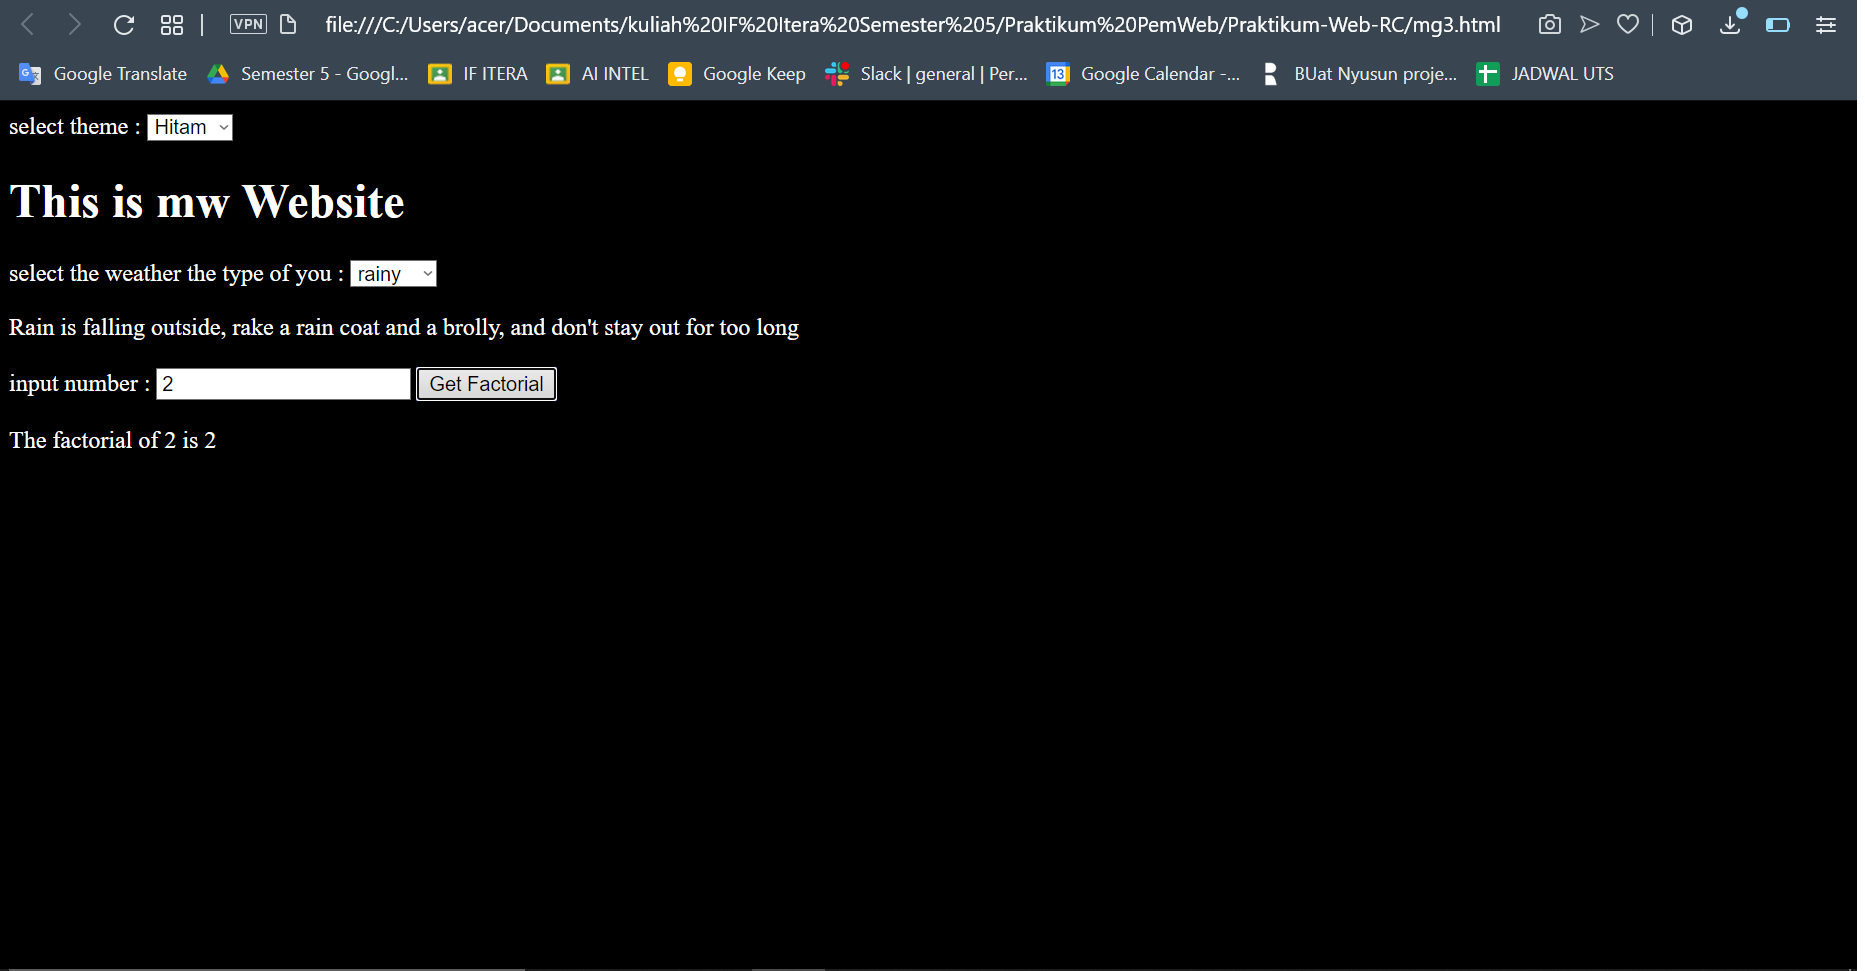 VPN file:///C:/Users/acer/Documents/kuliah%20IF%20Itera%20Semester%205/Praktikum%20PemWeb/Praktikum-Web-RC/mg3.html
Google Translate Semester 5 - Googl... IF ITERA AI INTEL Google Keep Slack | general | Per... 13 Google Calendar -... BUat Nyusun proje... JADWAL UTS
select theme : Hitam
This is mw Website
select the weather the type of you : rainy
Rain is falling outside, rake a rain coat and a brolly, and don't stay out for too long
input number : 2 Get Factorial
The factorial of 2 is 2